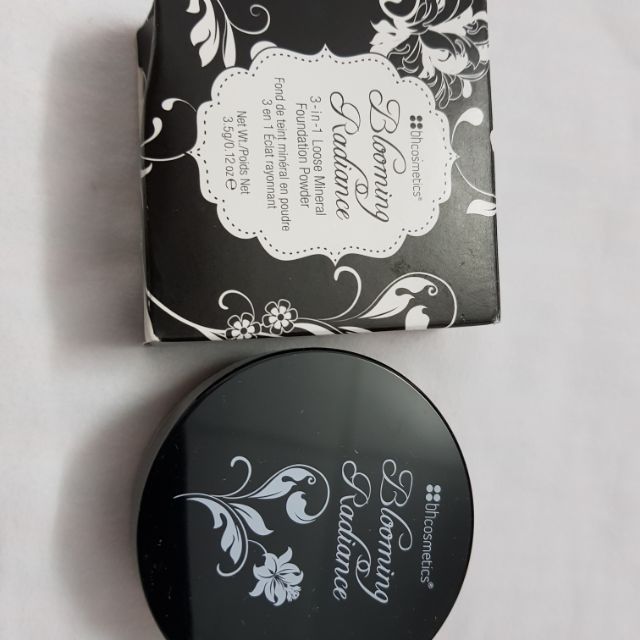 bhcosmetics®
Blooming
Radiance
3-in-1 Loose Mineral
Foundation Powder
Fond de teint minéral en poudre
3 en 1 Éclat rayonnant
Net Wt./Poids Net
3.5g/0.12oz ℮
bhcosmetics®
Blooming
Radiance